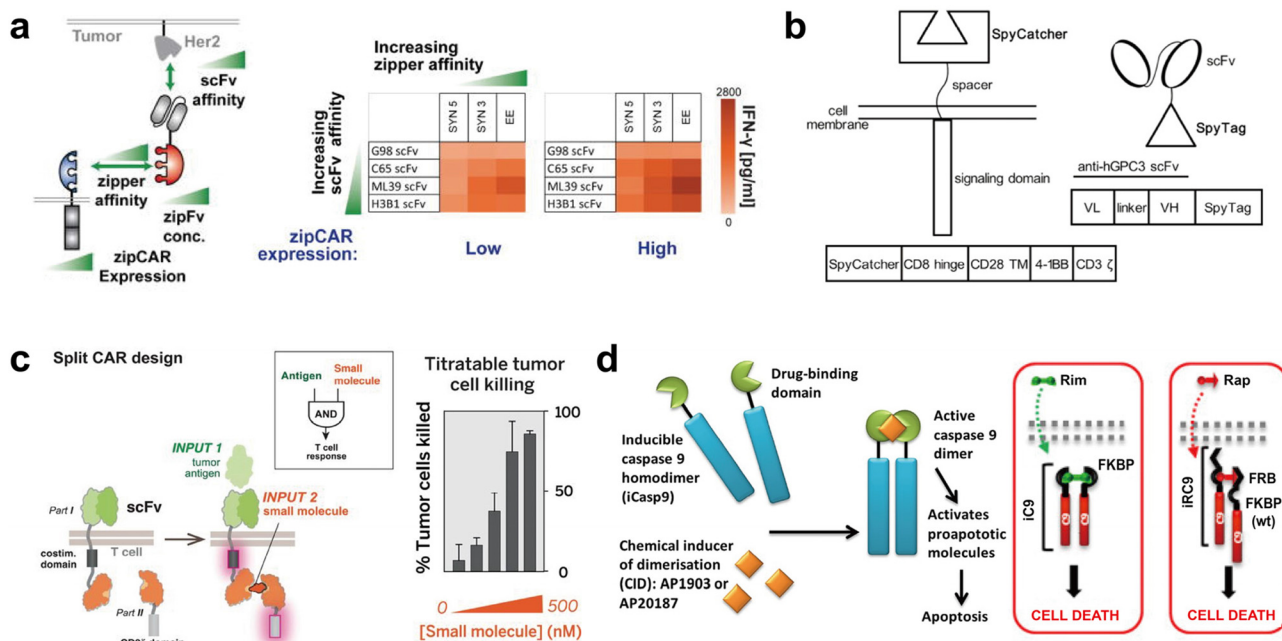 a
Tumor
Her2
scFv
affinity
zipper
affinity
zipFv
conc.
zipCAR
Expression
Increasing
zipper affinity
Increasing
scFv affinity
SYN 5
SYN 3
EE
G98 scFv
C65 scFv
ML39 scFv
H3B1 scFv
SYN 5
SYN 3
EE
G98 scFv
C65 scFv
ML39 scFv
H3B1 scFv
2800
IFN-γ [pg/ml]
0
zipCAR
expression:
Low
High
b
SpyCatcher
spacer
cell
membrane
signaling domain
SpyCatcher
CD8 hinge
CD28 TM
4-1BB
CD3 ζ
scFv
SpyTag
anti-hGPC3 scFv
VL
linker
VH
SpyTag
c
Split CAR design
Antigen
Small
molecule
AND
T cell
response
INPUT 1
tumor
antigen
INPUT 2
small molecule
Part I
scFv
T cell
costim.
domain
Part II
Titratable tumor
cell killing
% Tumor cells killed
100
50
0
0
500
[Small molecule] (nM)
d
Drug-binding
domain
Inducible
caspase 9
homodimer
(iCasp9)
Chemical inducer
of dimerisation
(CID): AP1903 or
AP20187
Active
caspase 9
dimer
Activates
proapototic
molecules
Apoptosis
Rim
FKBP
iC9
C9
C9
CELL DEATH
Rap
FRB
FKBP
(wt)
iRC9
C9
C9
CELL DEATH